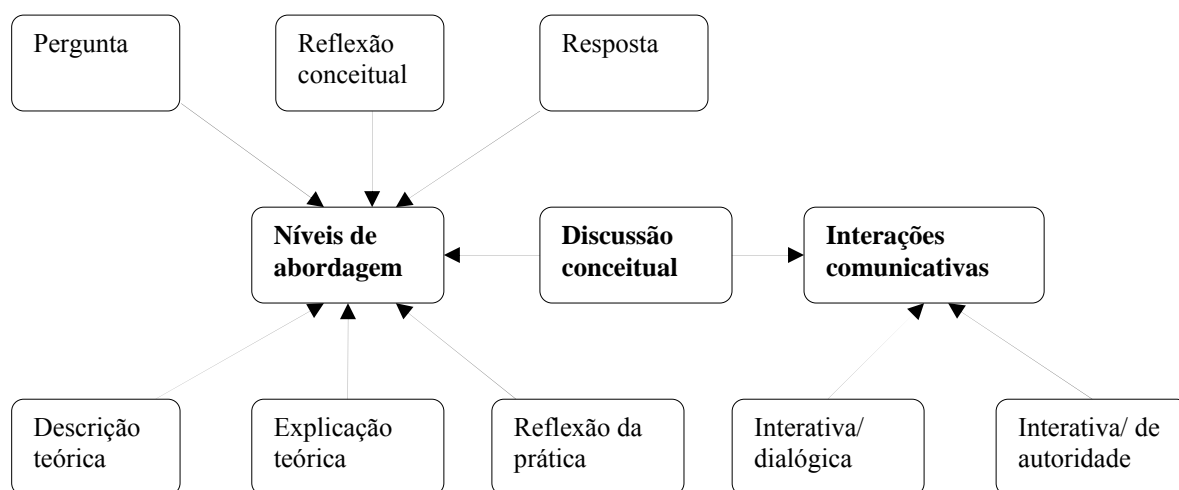 Pergunta
Reflexão
conceitual
Resposta
Níveis de
abordagem
Discussão
conceitual
Interações
comunicativas
Descrição
teórica
Explicação
teórica
Reflexão da
prática
Interativa/
dialógica
Interativa/ de
autoridade